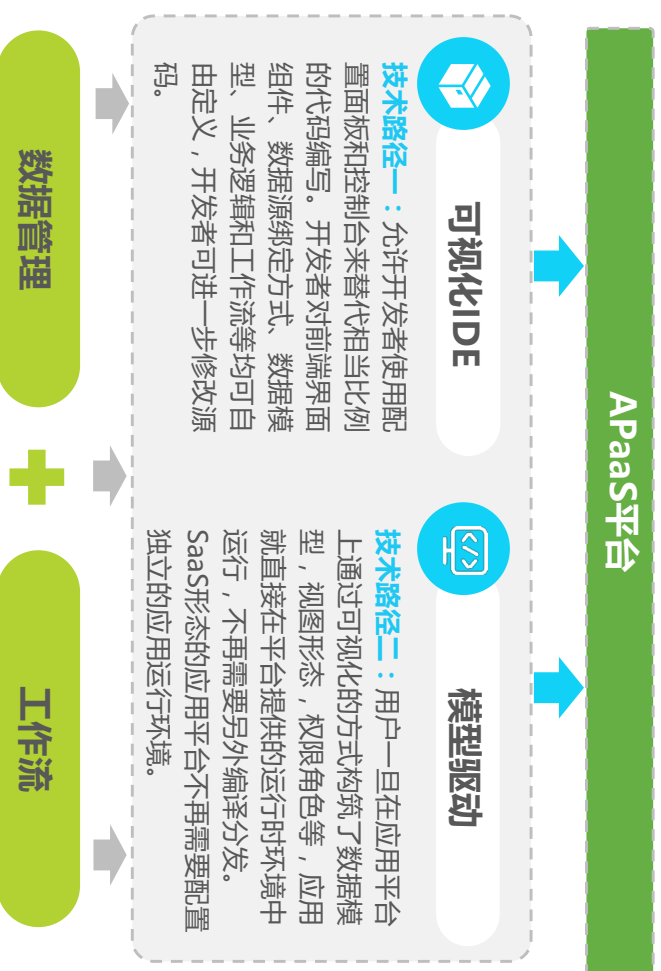 APaaS平台
可视化IDE
技术路径一：允许开发者使用配
置面板和控制台来替代相当比例
的代码编写。开发者对前端界面
组件、数据源绑定方式、数据模
型、业务逻辑和工作流等均可自
由定义，开发者可进一步修改源
码。
模型驱动
技术路径二：用户一旦在应用平台
上通过可视化的方式构筑了数据模
型，视图形态，权限角色等，应用
就直接在平台提供的运行时环境中
运行，不再需要另外编译分发。
SaaS形态的应用平台不再需要配置
独立的应用运行环境。
数据管理
工作流